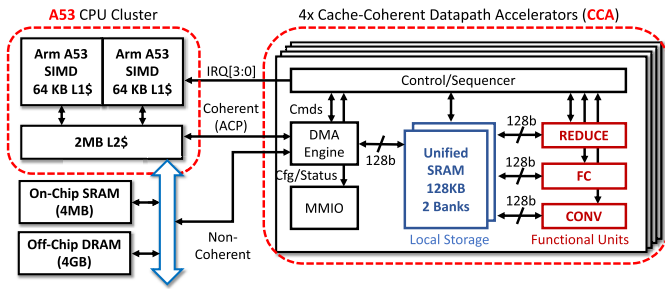 A53 CPU Cluster
4x Cache-Coherent Datapath Accelerators (CCA)
Arm A53
SIMD
64 KB L1$
Arm A53
SIMD
64 KB L1$
2MB L2$
On-Chip SRAM
(4MB)
Off-Chip DRAM
(4GB)
IRQ[3:0]
Coherent
(ACP)
Non-
Coherent
Control/Sequencer
Cmds
DMA
Engine
Cfg/Status
MMIO
128b
Unified
SRAM
128KB
2 Banks
Local Storage
128b
128b
128b
REDUCE
FC
CONV
Functional Units